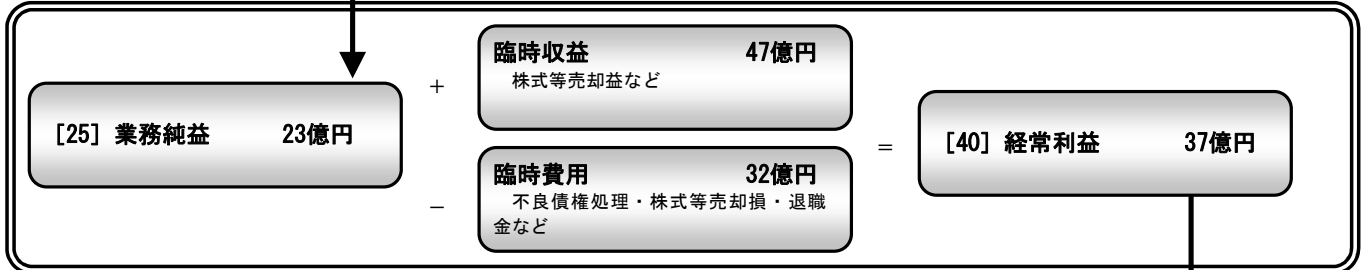 [25] 業務純益 23億円
+
臨時収益 47億円
株式等売却益など
−
臨時費用 32億円
不良債権処理・株式等売却損・退職
金など
=
[40] 経常利益 37億円